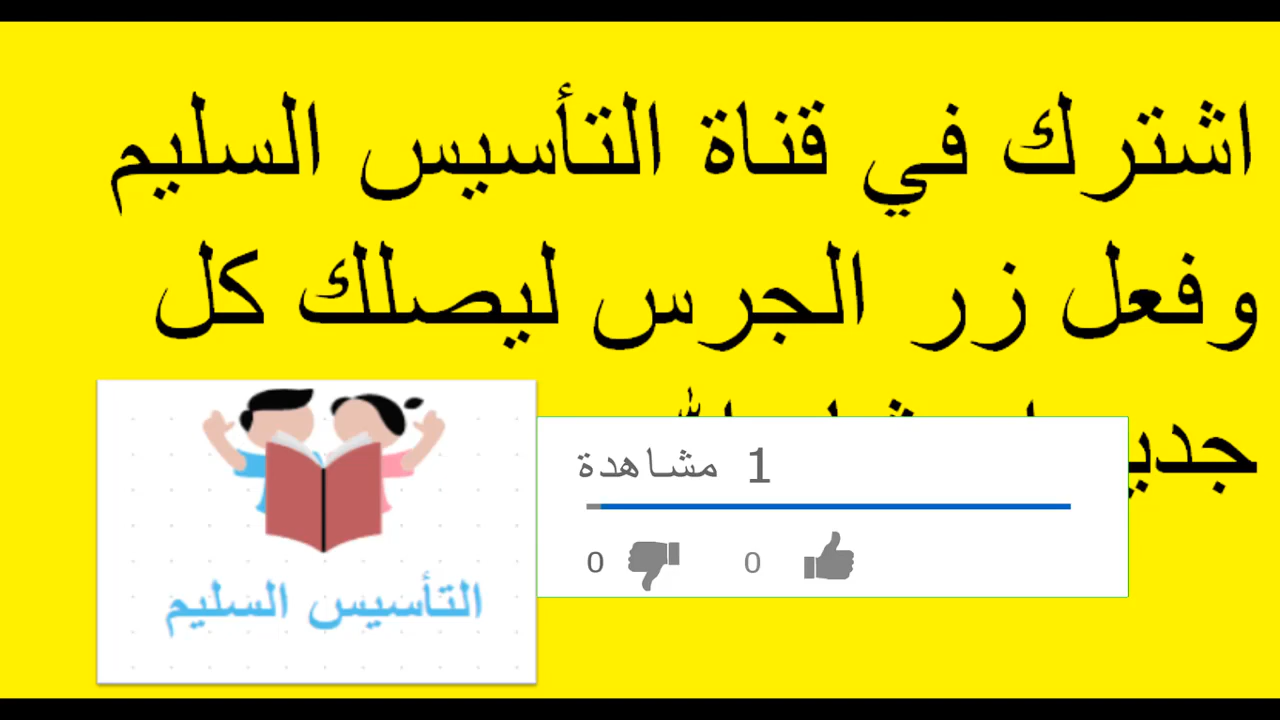 اشترك في قناة التأسيس السليم
وفعل زر الجرس ليصلك كل
1 مشاهدة
0 0
التأسيس السليم